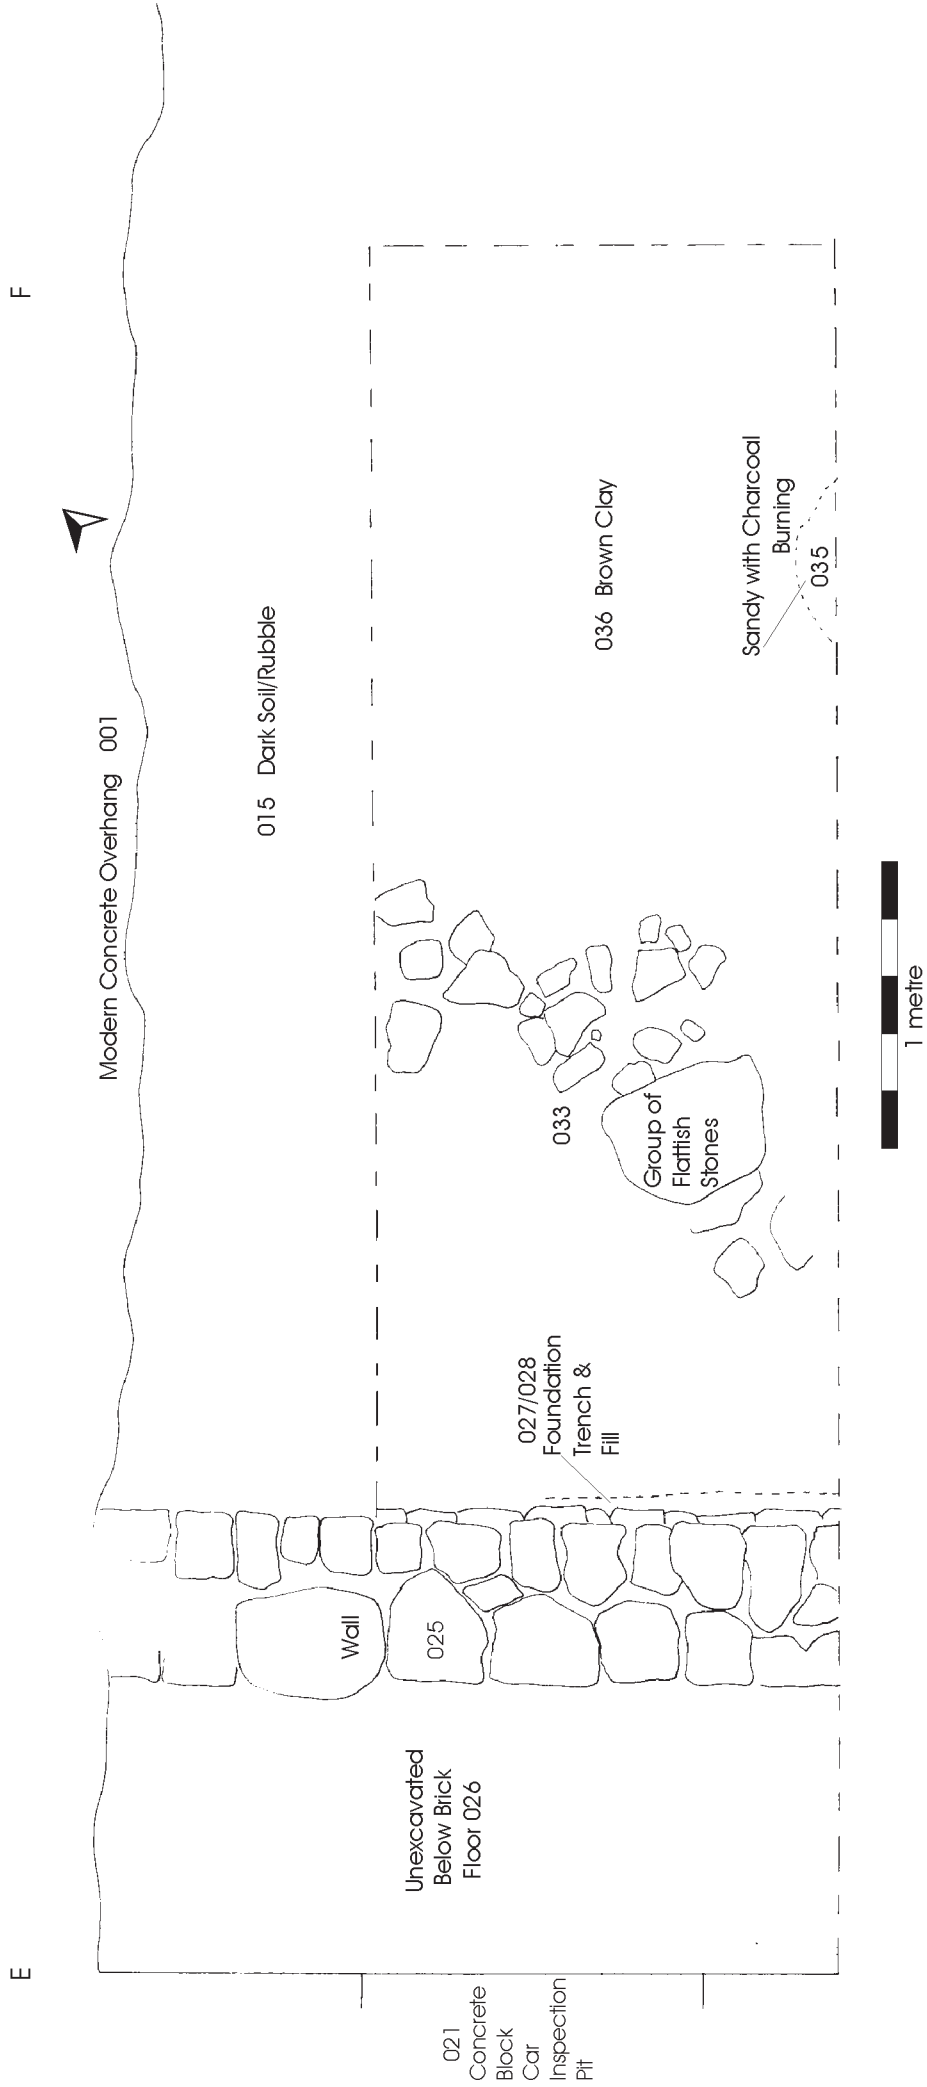 E
F
Modern Concrete Overhang 001
015 Dark Soil/Rubble
021
Concrete
Block
Car
Inspection
Pit
Unexcavated
Below Brick
Floor 026
Wall
025
027/028
Foundation
Trench &
Fill
033
Group of
Flattish
Stones
036 Brown Clay
Sandy with Charcoal
Burning
035
1 metre